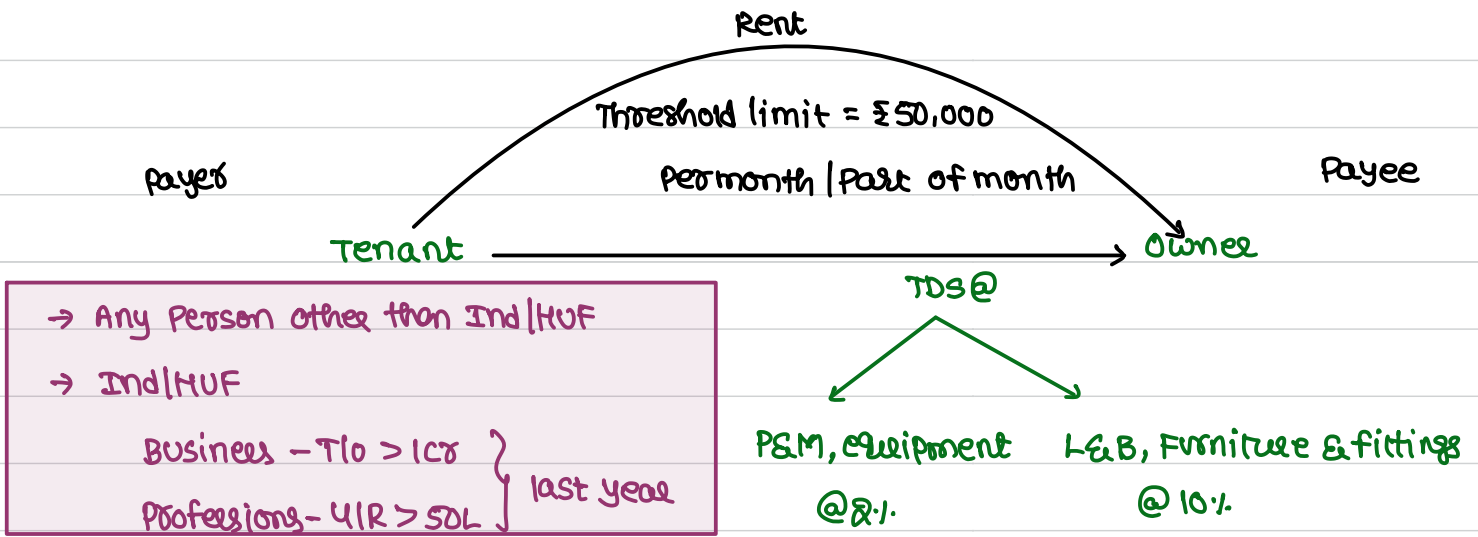 Rent
Threshold limit = ₹50,000
Per month | Part of month
Payer
Payee
Tenant
Owner
TDS @
→ Any Person other than Ind|HUF
→ Ind|HUF
Business - T/o > 1cr
Professions - G/R > 50L
last year
P&M, equipment
@2%.
L&B, Furniture & fittings
@10%.